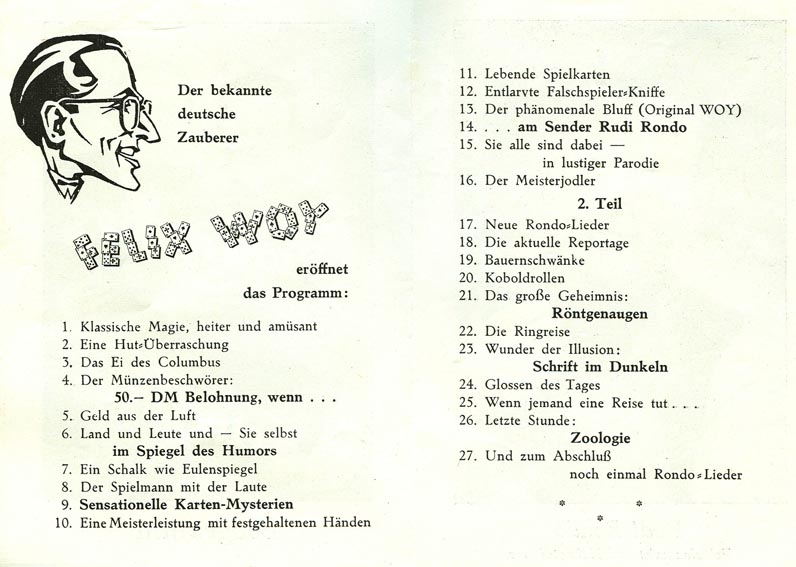 Der bekannte
deutsche
Zauberer
FELIX WOY
eröffnet
das Programm:
1. Klassische Magie, heiter und amüsant
2. Eine Hut-Überraschung
3. Das Ei des Columbus
4. Der Münzenbeschwörer:
50.— DM Belohnung, wenn . . .
5. Geld aus der Luft
6. Land und Leute und — Sie selbst
im Spiegel des Humors
7. Ein Schalk wie Eulenspiegel
8. Der Spielmann mit der Laute
9. Sensationelle Karten-Mysterien
10. Eine Meisterleistung mit festgehaltenen Händen
11. Lebende Spielkarten
12. Entlarvte Falschspieler-Kniffe
13. Der phänomenale Bluff (Original WOY)
14. . . . am Sender Rudi Rondo
15. Sie alle sind dabei —
in lustiger Parodie
16. Der Meisterjodler
2. Teil
17. Neue Rondo-Lieder
18. Die aktuelle Reportage
19. Bauernschwänke
20. Koboldrollen
21. Das große Geheimnis:
Röntgenaugen
22. Die Ringreise
23. Wunder der Illusion:
Schrift im Dunkeln
24. Glossen des Tages
25. Wenn jemand eine Reise tut . . .
26. Letzte Stunde:
Zoologie
27. Und zum Abschluß
noch einmal Rondo-Lieder
* *
*